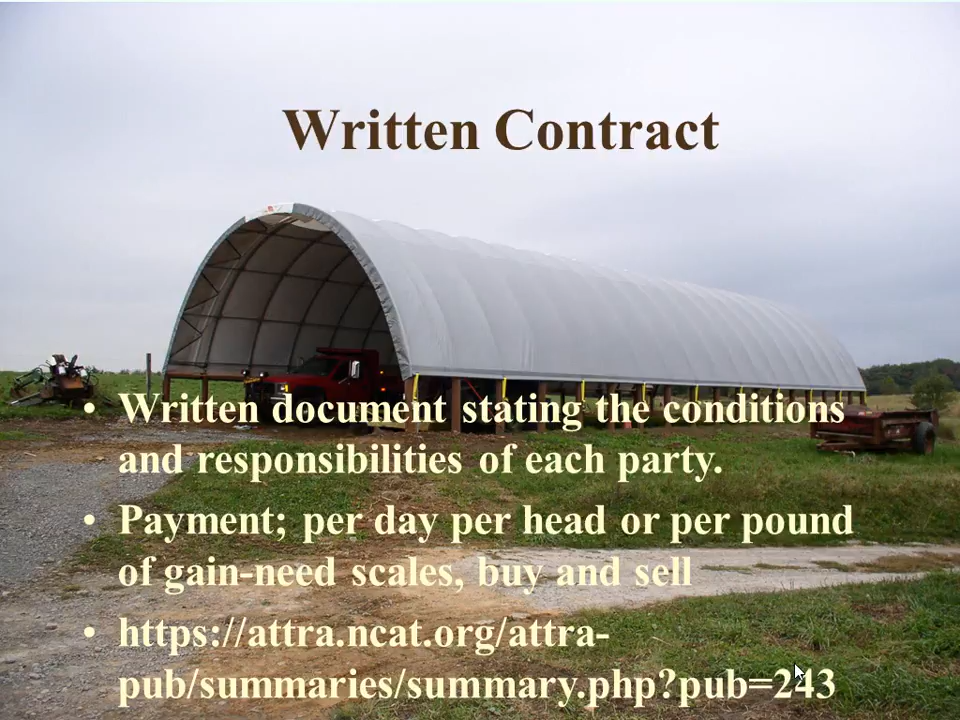 Written Contract
• Written document stating the conditions
and responsibilities of each party.
• Payment; per day per head or per pound
of gain-need scales, buy and sell
• https://attra.ncat.org/attra-
pub/summaries/summary.php?pub=243